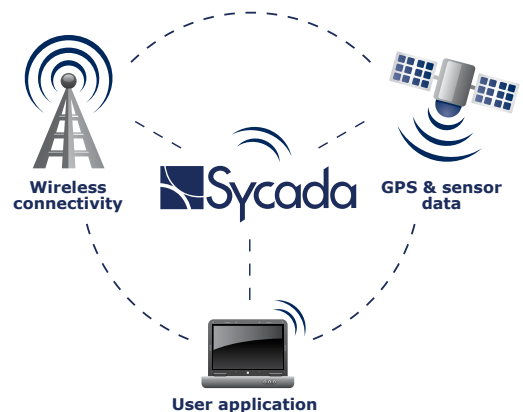 Wireless
connectivity
Sycada
GPS & sensor
data
User application